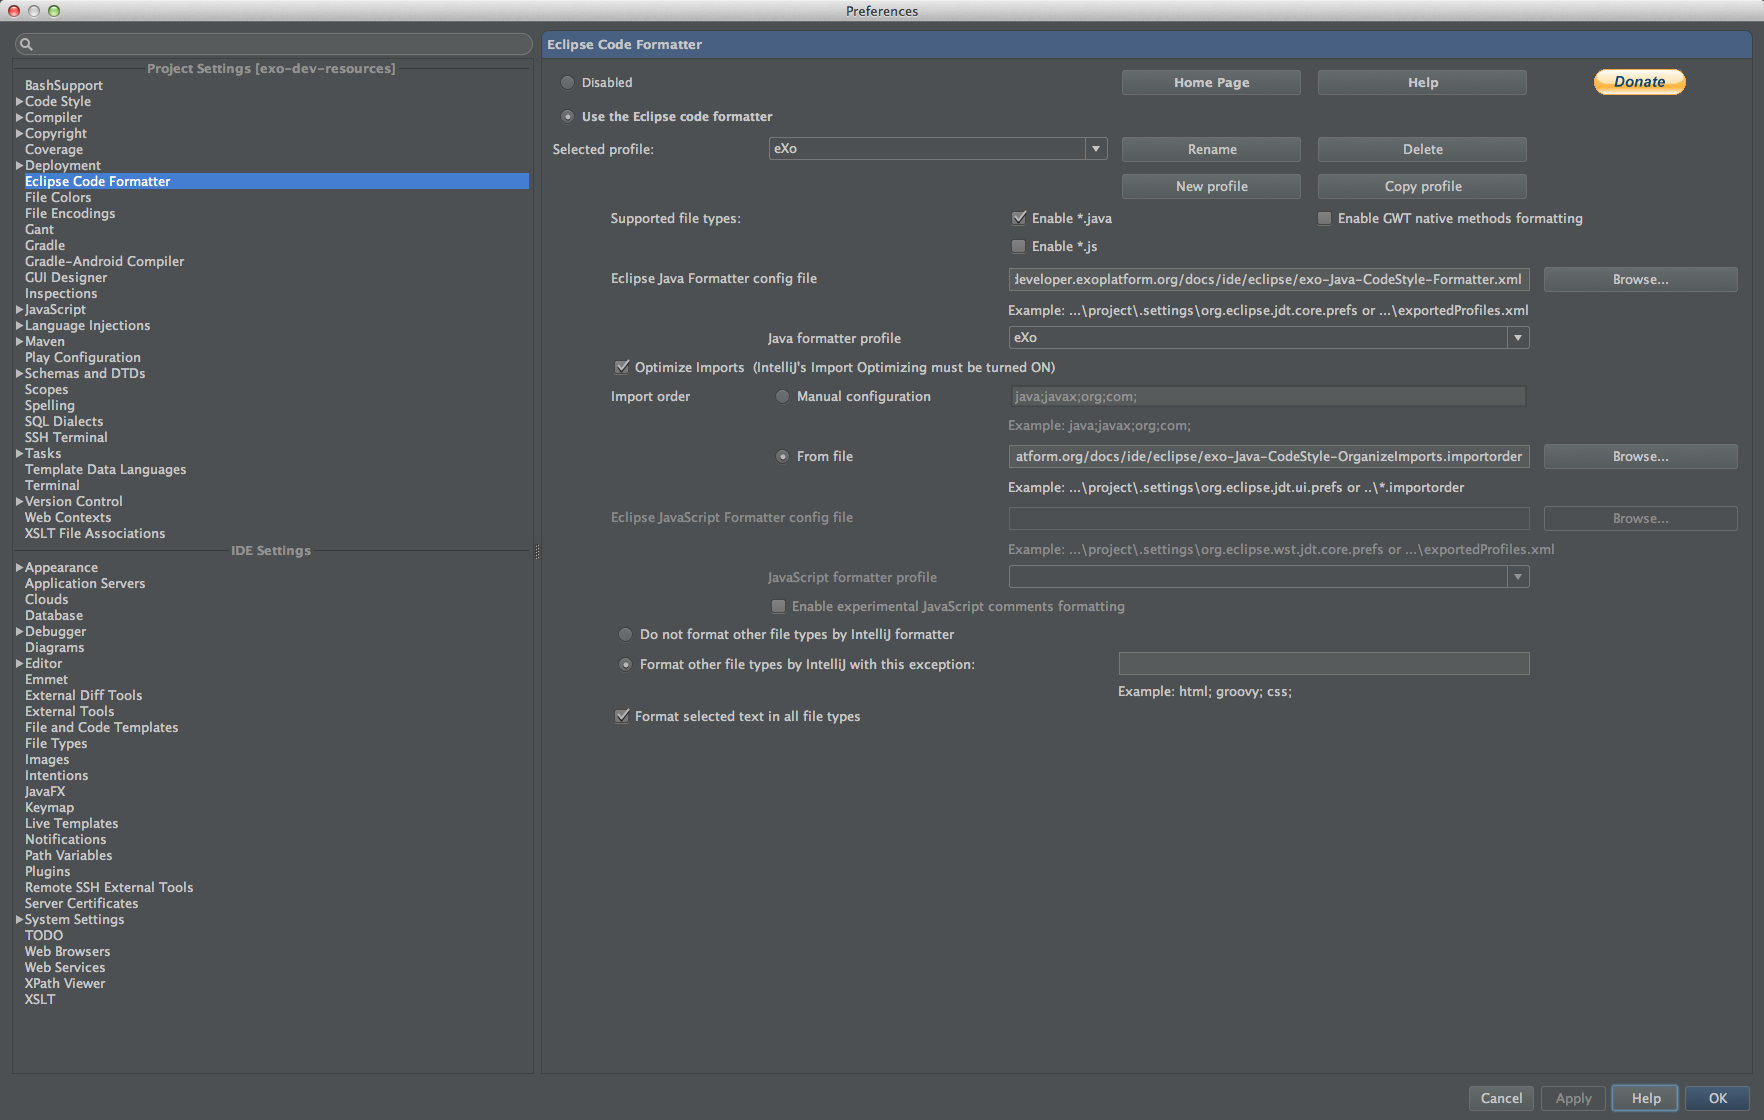 Preferences
Project Settings [exo-dev-resources]
BashSupport
Code Style
Compiler
Copyright
Coverage
Deployment
Eclipse Code Formatter
File Colors
File Encodings
Gant
Gradle
Gradle-Android Compiler
GUI Designer
Inspections
JavaScript
Language Injections
Maven
Play Configuration
Schemas and DTDs
Scopes
Spelling
SQL Dialects
SSH Terminal
Tasks
Template Data Languages
Terminal
Version Control
Web Contexts
XSLT File Associations
IDE Settings
Appearance
Application Servers
Clouds
Database
Debugger
Diagrams
Editor
Emmet
External Diff Tools
External Tools
File and Code Templates
File Types
Images
Intentions
JavaFX
Keymap
Live Templates
Notifications
Path Variables
Plugins
Remote SSH External Tools
Server Certificates
System Settings
TODO
Web Browsers
Web Services
XPath Viewer
XSLT
Eclipse Code Formatter
Disabled
Home Page
Help
Donate
Use the Eclipse code formatter
Selected profile:
eXo
Rename
Delete
New profile
Copy profile
Supported file types:
Enable *.java
Enable GWT native methods formatting
Enable *.js
Eclipse Java Formatter config file
developer.exoplatform.org/docs/ide/eclipse/exo-Java-CodeStyle-Formatter.xml
Browse...
Example: ...\project\.settings\org.eclipse.jdt.core.prefs or ...\exportedProfiles.xml
Java formatter profile
eXo
Optimize Imports (IntelliJ's Import Optimizing must be turned ON)
Import order
Manual configuration
java;javax;org;com;
Example: java;javax;org;com;
From file
atform.org/docs/ide/eclipse/exo-Java-CodeStyle-OrganizeImports.importorder
Browse...
Example: ...\project\.settings\org.eclipse.jdt.ui.prefs or ..\*.importorder
Eclipse JavaScript Formatter config file
Browse...
Example: ...\project\.settings\org.eclipse.wst.jdt.core.prefs or ...\exportedProfiles.xml
JavaScript formatter profile
Enable experimental JavaScript comments formatting
Do not format other file types by IntelliJ formatter
Format other file types by IntelliJ with this exception:
Example: html; groovy; css;
Format selected text in all file types
Cancel
Apply
Help
OK